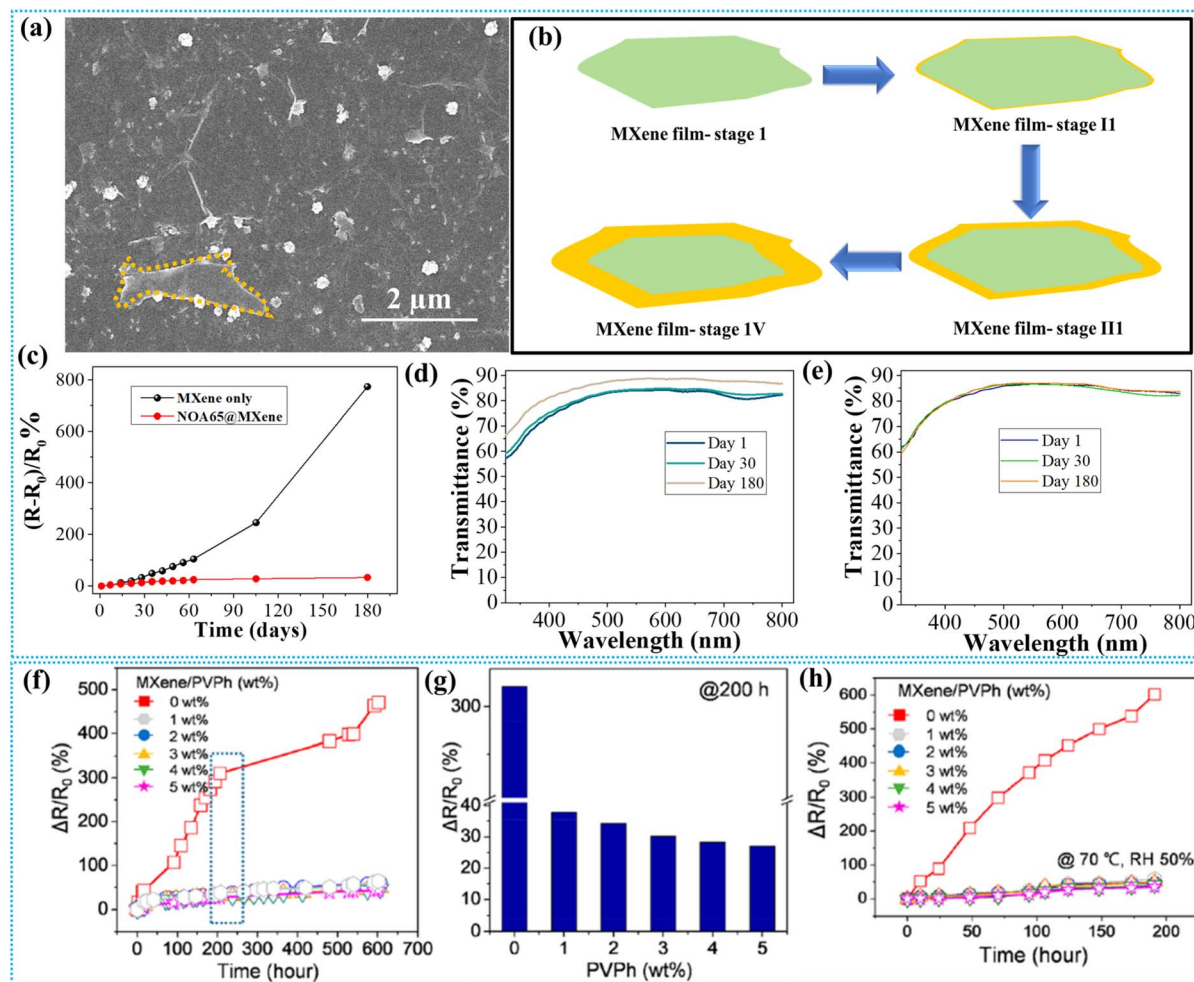 (a)
2 μm
(b)
MXene film- stage 1
MXene film- stage I1
MXene film- stage 1V
MXene film- stage II1
(c)
(R-R₀)/R₀ %
800
600
400
200
0
MXene only
NOA65@MXene
0 30 60 90 120 150 180
Time (days)
(d)
Transmittance (%)
90
80
70
60
50
40
30
20
10
0
Day 1
Day 30
Day 180
400 500 600 700 800
Wavelength (nm)
(e)
Transmittance (%)
90
80
70
60
50
40
30
20
10
0
Day 1
Day 30
Day 180
400 500 600 700 800
Wavelength (nm)
(f)
ΔR/R₀ (%)
500
400
300
200
100
0
MXene/PVPh (wt%)
0 wt%
1 wt%
2 wt%
3 wt%
4 wt%
5 wt%
0 100 200 300 400 500 600 700
Time (hour)
(g)
ΔR/R₀ (%)
300
40
30
25
20
15
10
5
0
@200 h
0 1 2 3 4 5
PVPh (wt%)
(h)
ΔR/R₀ (%)
600
500
400
300
200
100
0
MXene/PVPh (wt%)
0 wt%
1 wt%
2 wt%
3 wt%
4 wt%
5 wt%
@ 70 ℃, RH 50%
0 50 100 150 200
Time (hour)